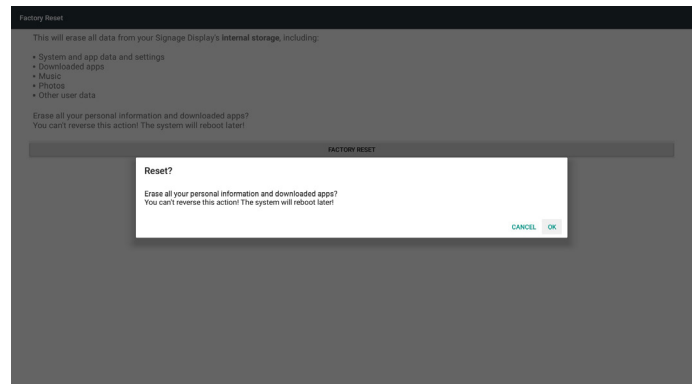 Factory Reset
This will erase all data from your Signage Display's internal storage, including:
• System and app data and settings
• Downloaded apps
• Music
• Photos
• Other user data
Erase all your personal information and downloaded apps?
You can't reverse this action! The system will reboot later!
FACTORY RESET
Reset?
Erase all your personal information and downloaded apps?
You can't reverse this action! The system will reboot later!
CANCEL OK